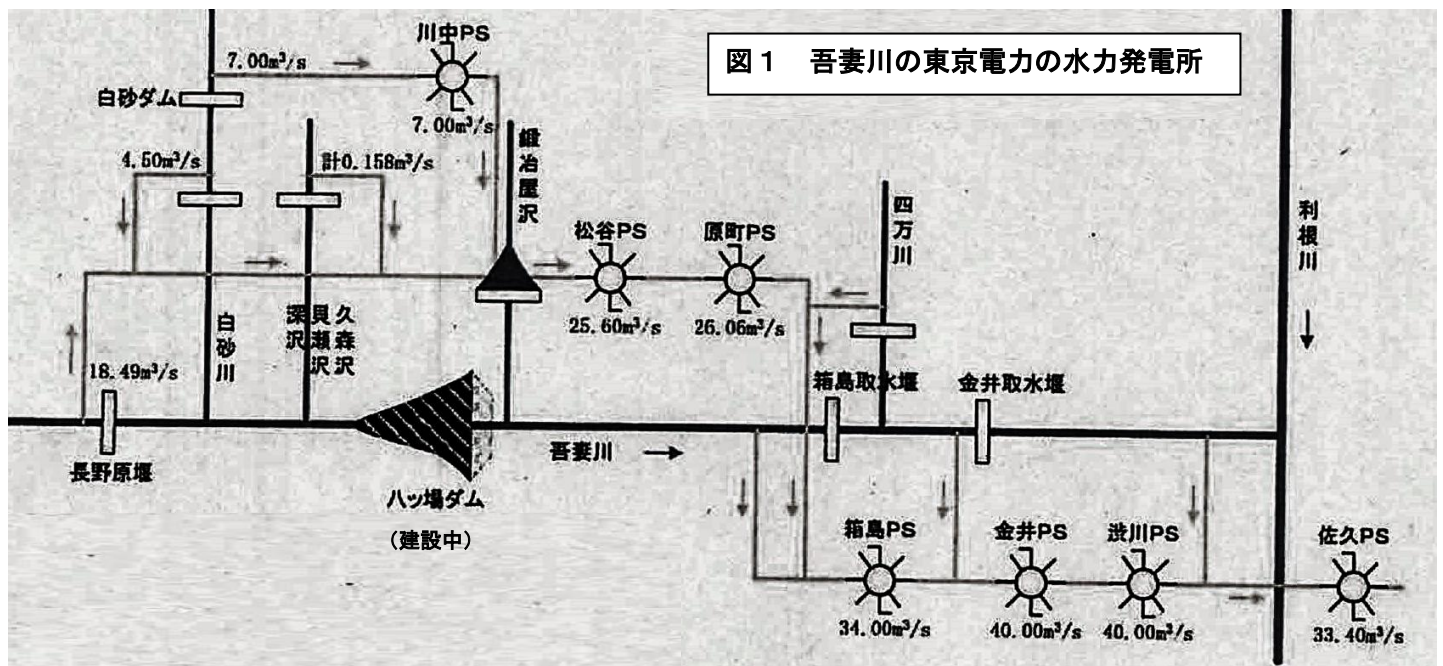 図1 吾妻川の東京電力の水力発電所
川中PS
7.00m³/s
白砂ダム
7.00m³/s
鍛冶屋沢
4.50m³/s
計0.158m³/s
四万川
利根川
松谷PS
原町PS
25.60m³/s
26.06m³/s
白砂川
深沢
貝瀬沢
久森沢
18.49m³/s
箱島取水堰
金井取水堰
長野原堰
吾妻川
八ッ場ダム
(建設中)
箱島PS
金井PS
渋川PS
佐久PS
34.00m³/s
40.00m³/s
40.00m³/s
33.40m³/s